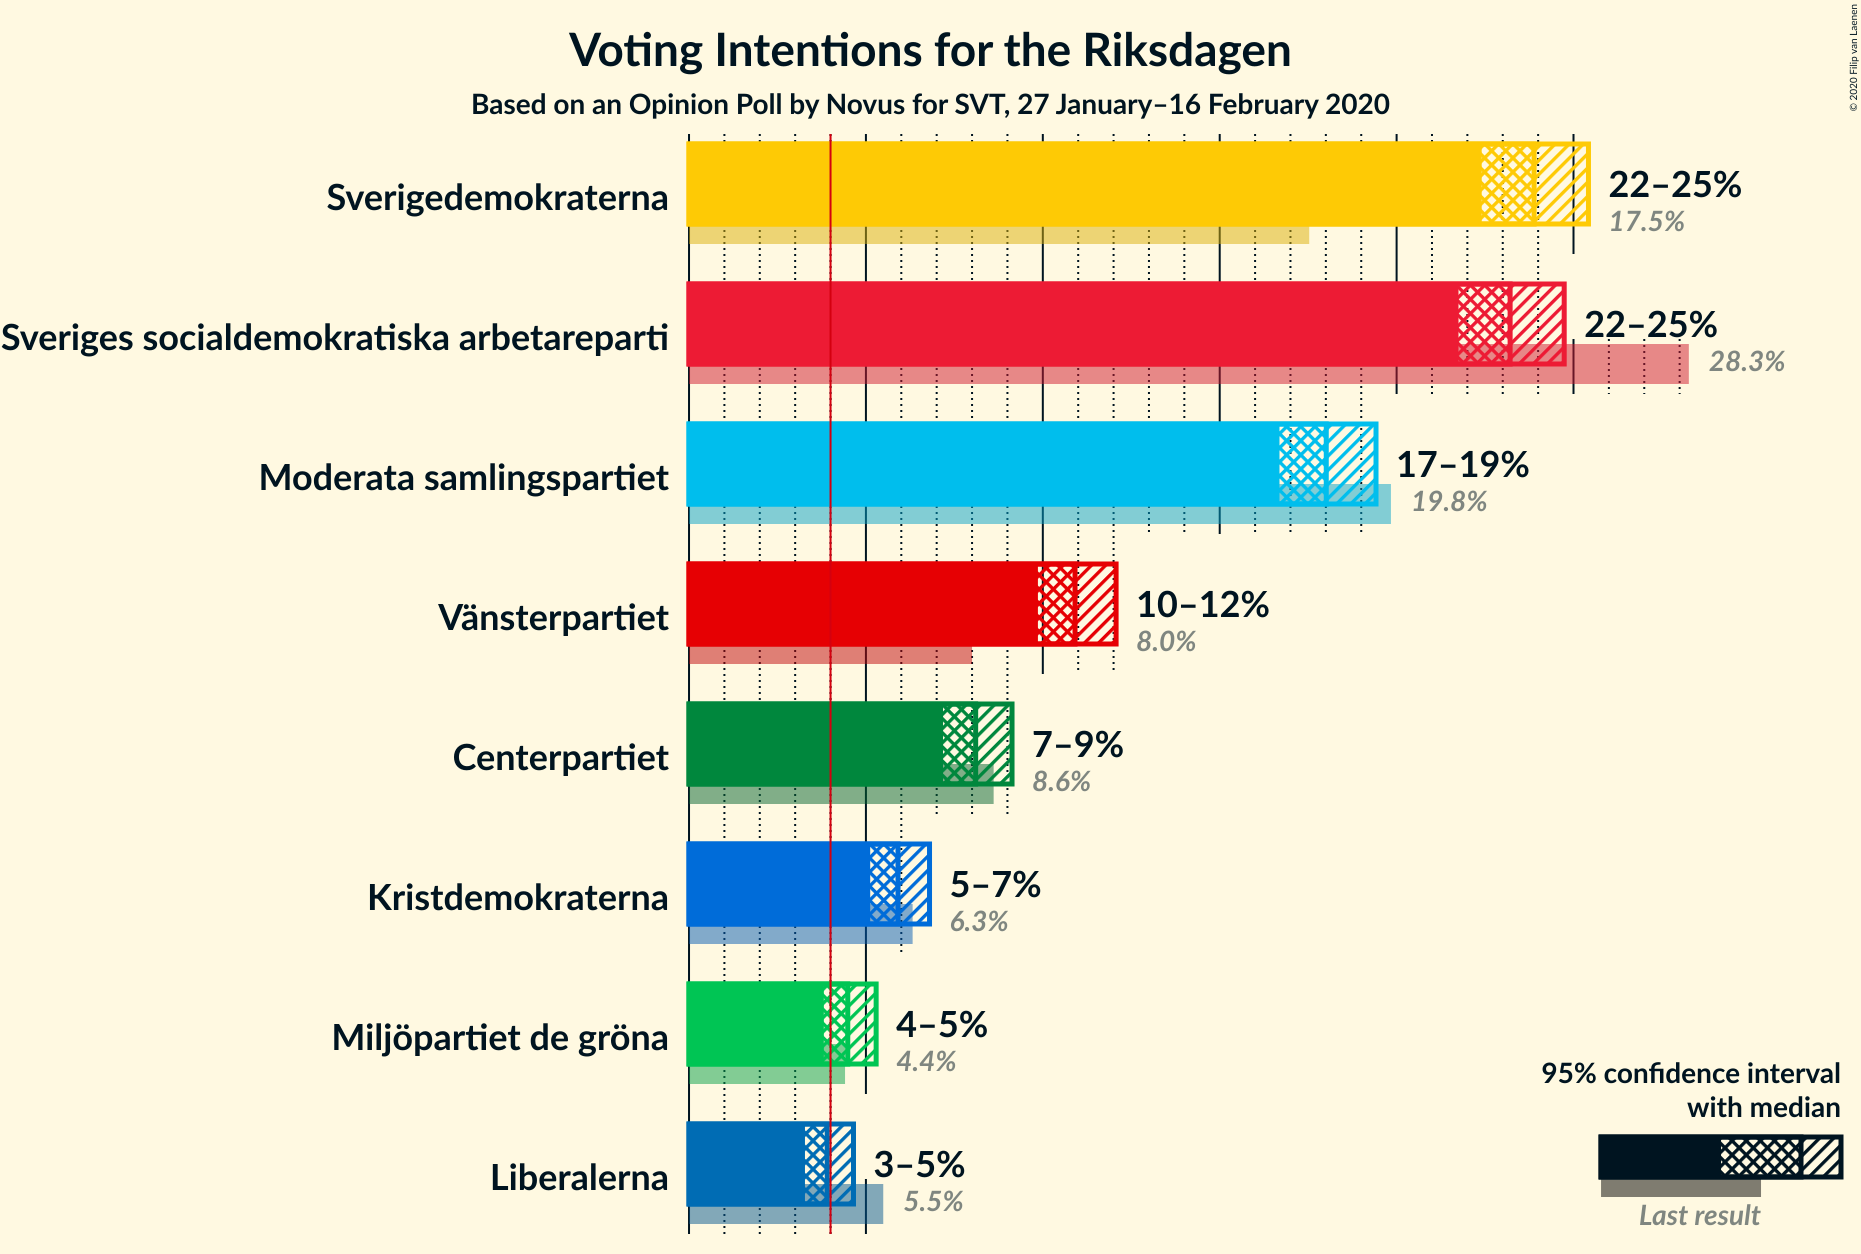 Voting Intentions for the Riksdagen
Based on an Opinion Poll by Novus for SVT, 27 January–16 February 2020
© 2020 Filip van Laenen
Sverigedemokraterna
22–25%
17.5%
Sveriges socialdemokratiska arbetareparti
22–25%
28.3%
Moderata samlingspartiet
17–19%
19.8%
Vänsterpartiet
10–12%
8.0%
Centerpartiet
7–9%
8.6%
Kristdemokraterna
5–7%
6.3%
Miljöpartiet de gröna
4–5%
4.4%
Liberalerna
3–5%
5.5%
95% confidence interval
with median
Last result